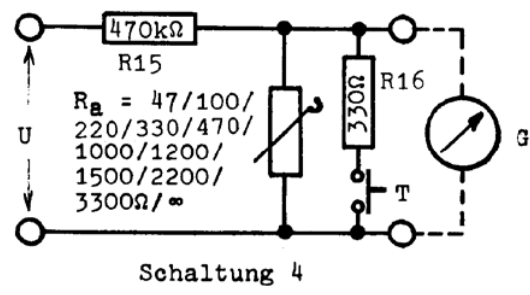 470kΩ
R15
Ra = 47/100/
220/330/470/
1000/1200/
1500/2200/
3300Ω/∞
U
330Ω
R16
T
G
Schaltung 4